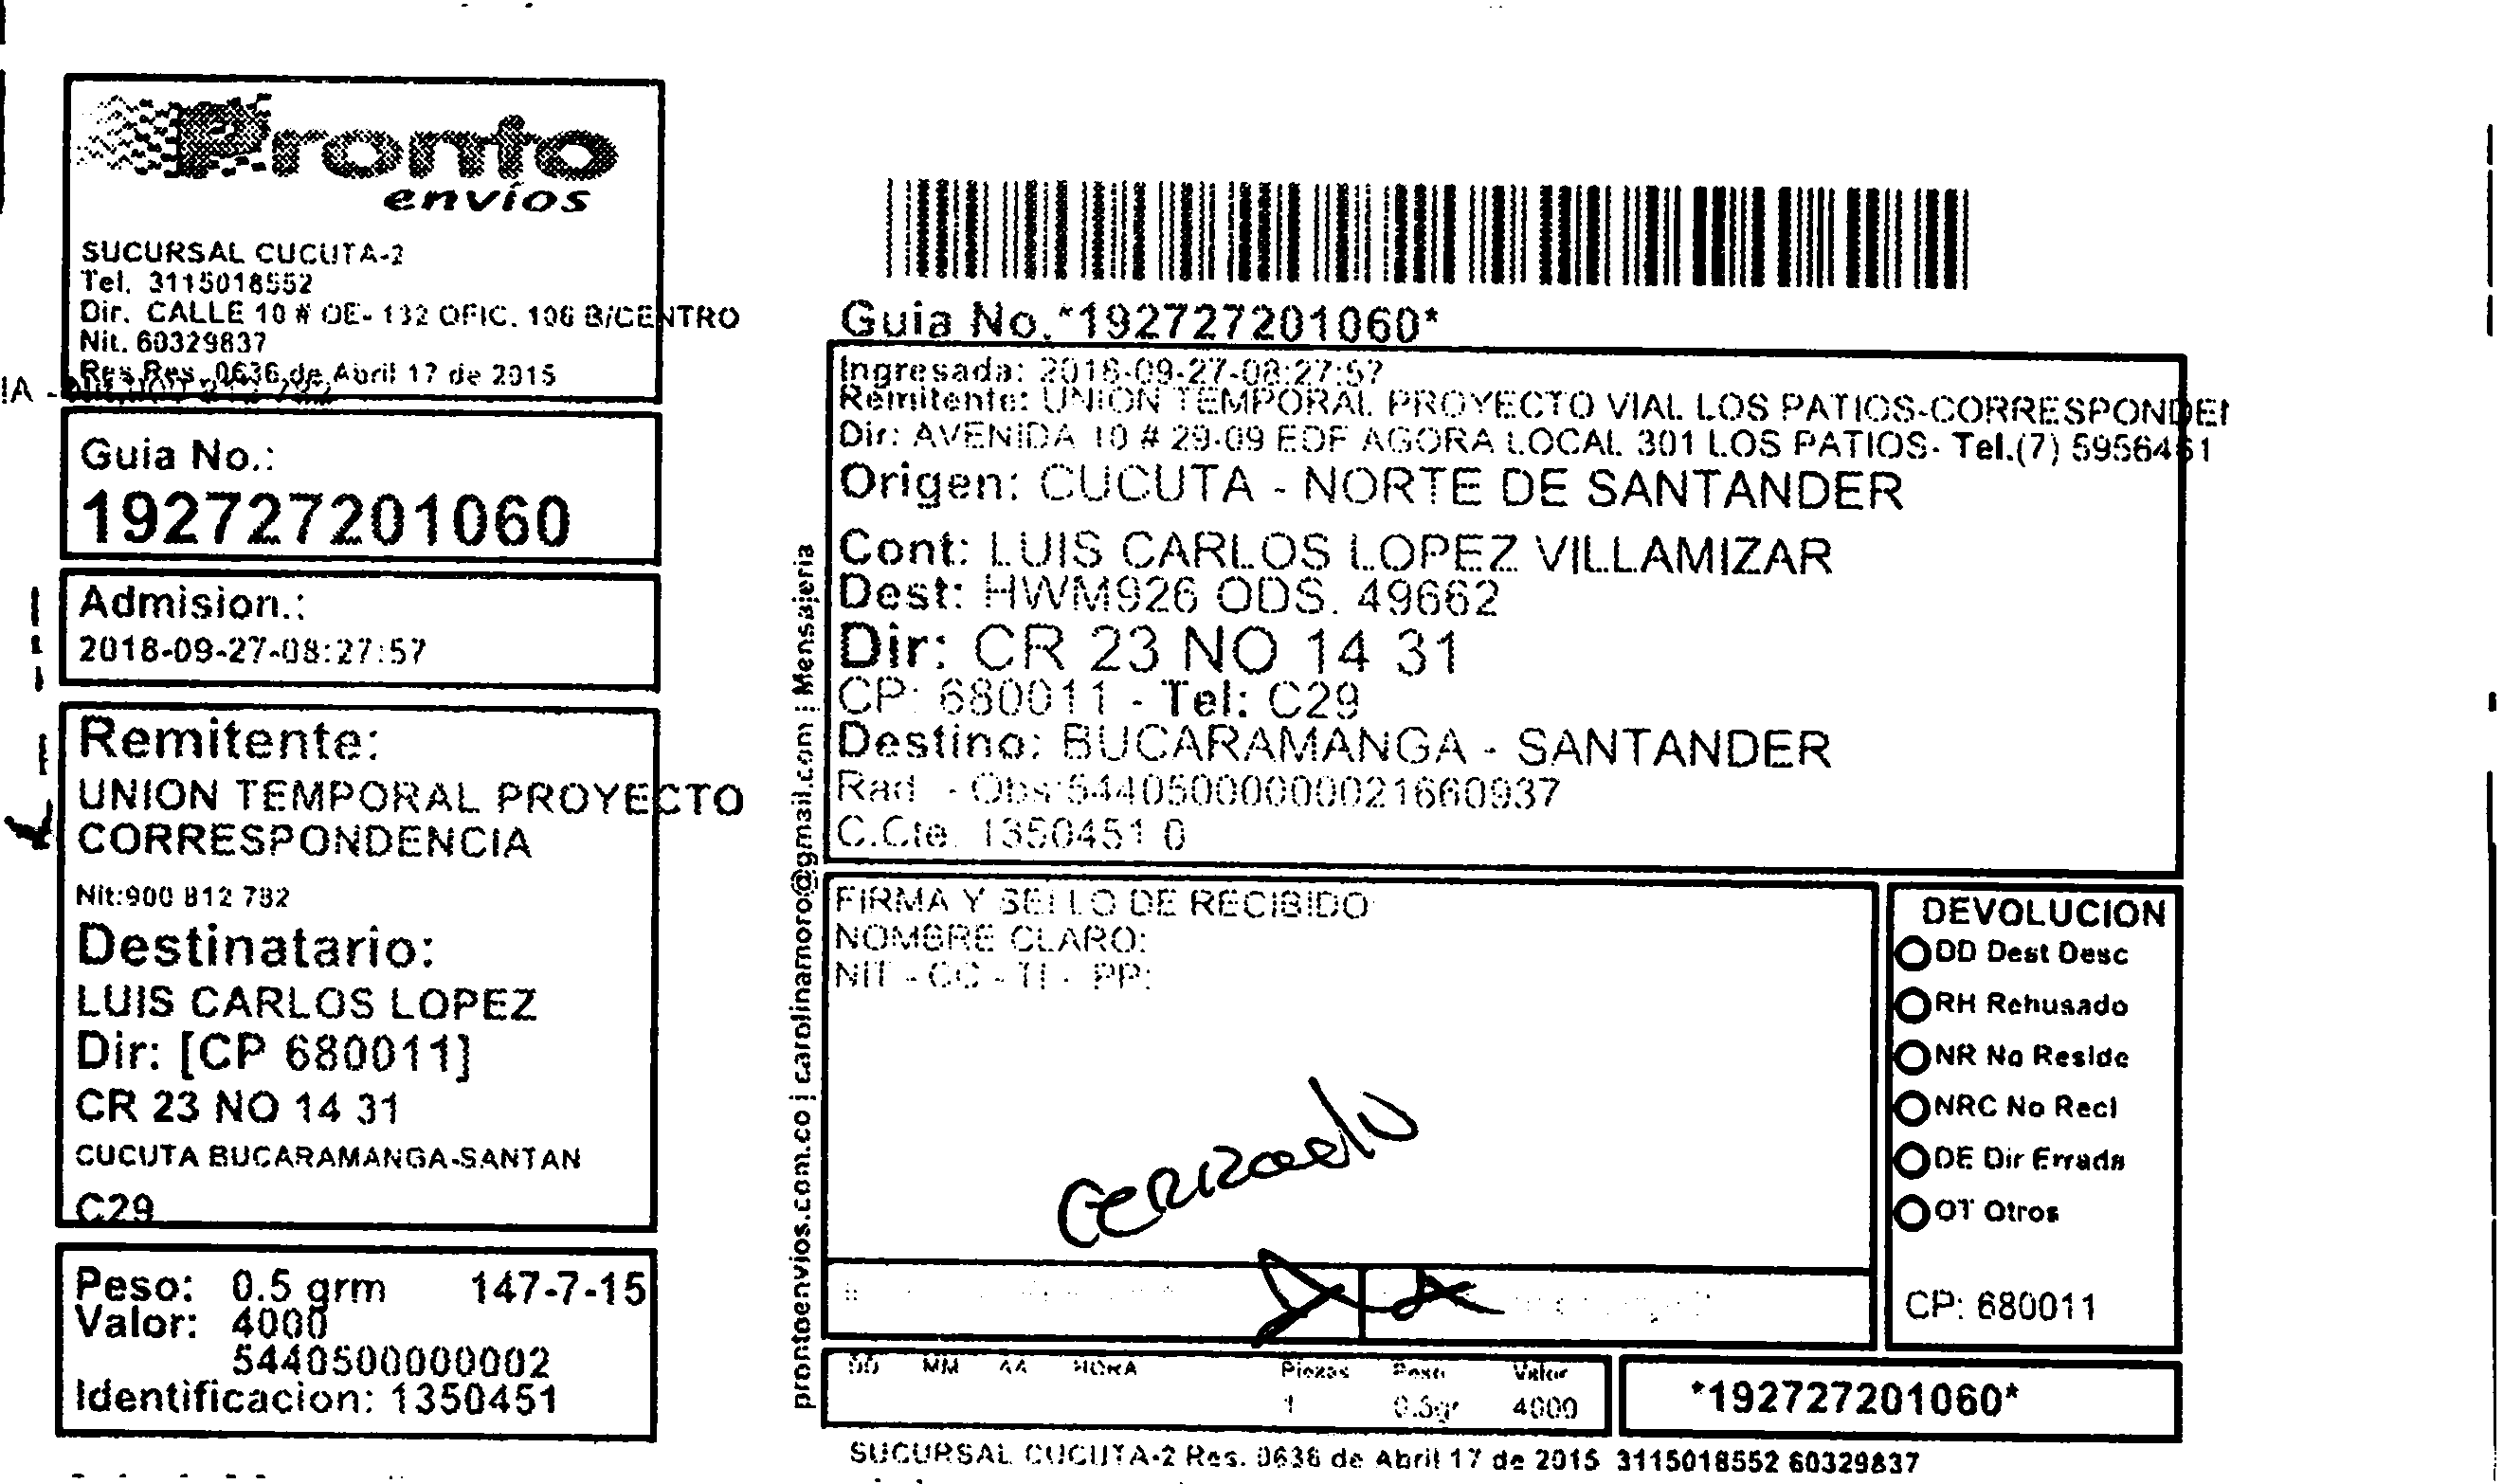 Pronto
envíos
SUCURSAL CUCUTA-2
Tel. 3115018552
Dir. CALLE 10 # OE- 132 OFIC. 106 B/CENTRO
Nit. 60329837
Res.Res. 0636 de Abril 17 de 2015
Guia No.:
192727201060
Admision.:
2018-09-27-08:27:57
Remitente:
UNION TEMPORAL PROYECTO
CORRESPONDENCIA
Nit:900 812 782
Destinatario:
LUIS CARLOS LOPEZ
Dir: [CP 680011]
CR 23 NO 14 31
CUCUTA BUCARAMANGA-SANTAN
C29
Peso: 0.5 grm 147-7-15
Valor: 4000
5440500000002
Identificacion: 1350451
prontoenvios.com.co | carolinamoro@gmail.com | Mensajeria
Guia No.*192727201060*
Ingresada: 2018-09-27-08:27:57
Remitente: UNION TEMPORAL PROYECTO VIAL LOS PATIOS-CORRESPONDEN
Dir: AVENIDA 10 # 29-09 EDF AGORA LOCAL 301 LOS PATIOS- Tel.(7) 5956461
Origen: CUCUTA - NORTE DE SANTANDER
Cont: LUIS CARLOS LOPEZ VILLAMIZAR
Dest: HWM926 ODS. 49662
Dir: CR 23 NO 14 31
CP: 680011 - Tel: C29
Destino: BUCARAMANGA - SANTANDER
Rad - Obs:54405000000021660937
C.Cte. 1350451 0
FIRMA Y SELLO DE RECIBIDO
NOMBRE CLARO:
NIT - CC - TI - PP:
DEVOLUCION
DD Dest Desc
RH Rehusado
NR No Reside
NRC No Recl
DE Dir Errada
OT Otros
CP: 680011
DD MM AA HORA Piezas Peso Valor
1 0.5gr 4000
*192727201060*
SUCURSAL CUCUTA-2 Res. 0636 de Abril 17 de 2015 3115018552 60329837